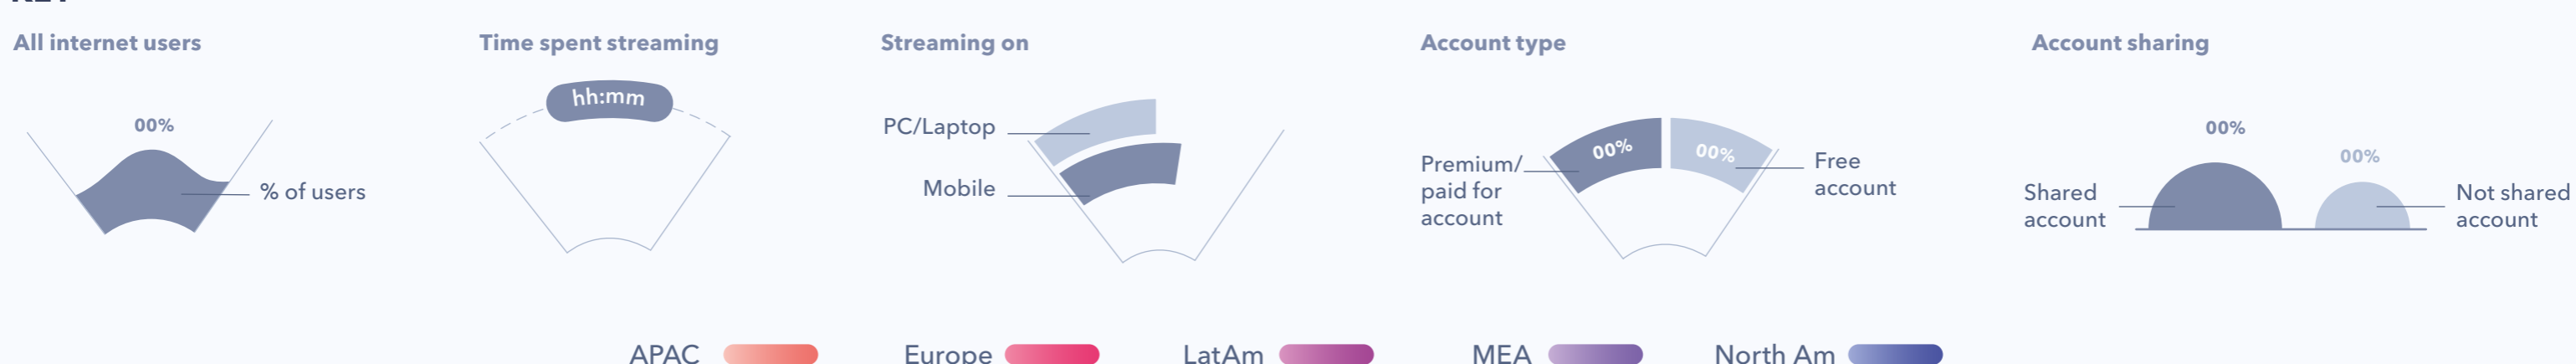 KEY
All internet users
00%
% of users
Time spent streaming
hh:mm
Streaming on
PC/Laptop
Mobile
Account type
00%
00%
Premium/
paid for
account
Free
account
Account sharing
00%
00%
Shared
account
Not shared
account
APAC
Europe
LatAm
MEA
North Am